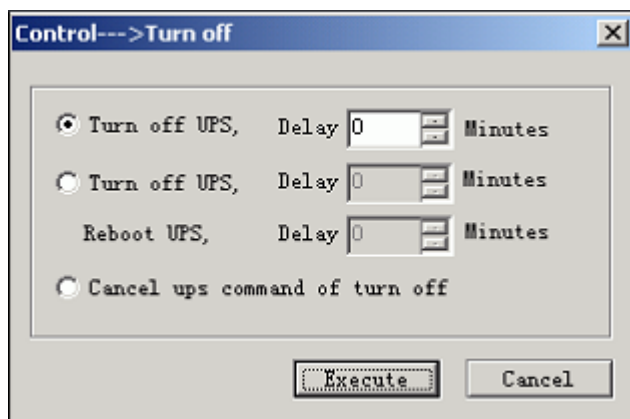 Control--->Turn off
Turn off UPS, Delay 0 Minutes
Turn off UPS, Delay 0 Minutes
Reboot UPS, Delay 0 Minutes
Cancel ups command of turn off
Execute Cancel